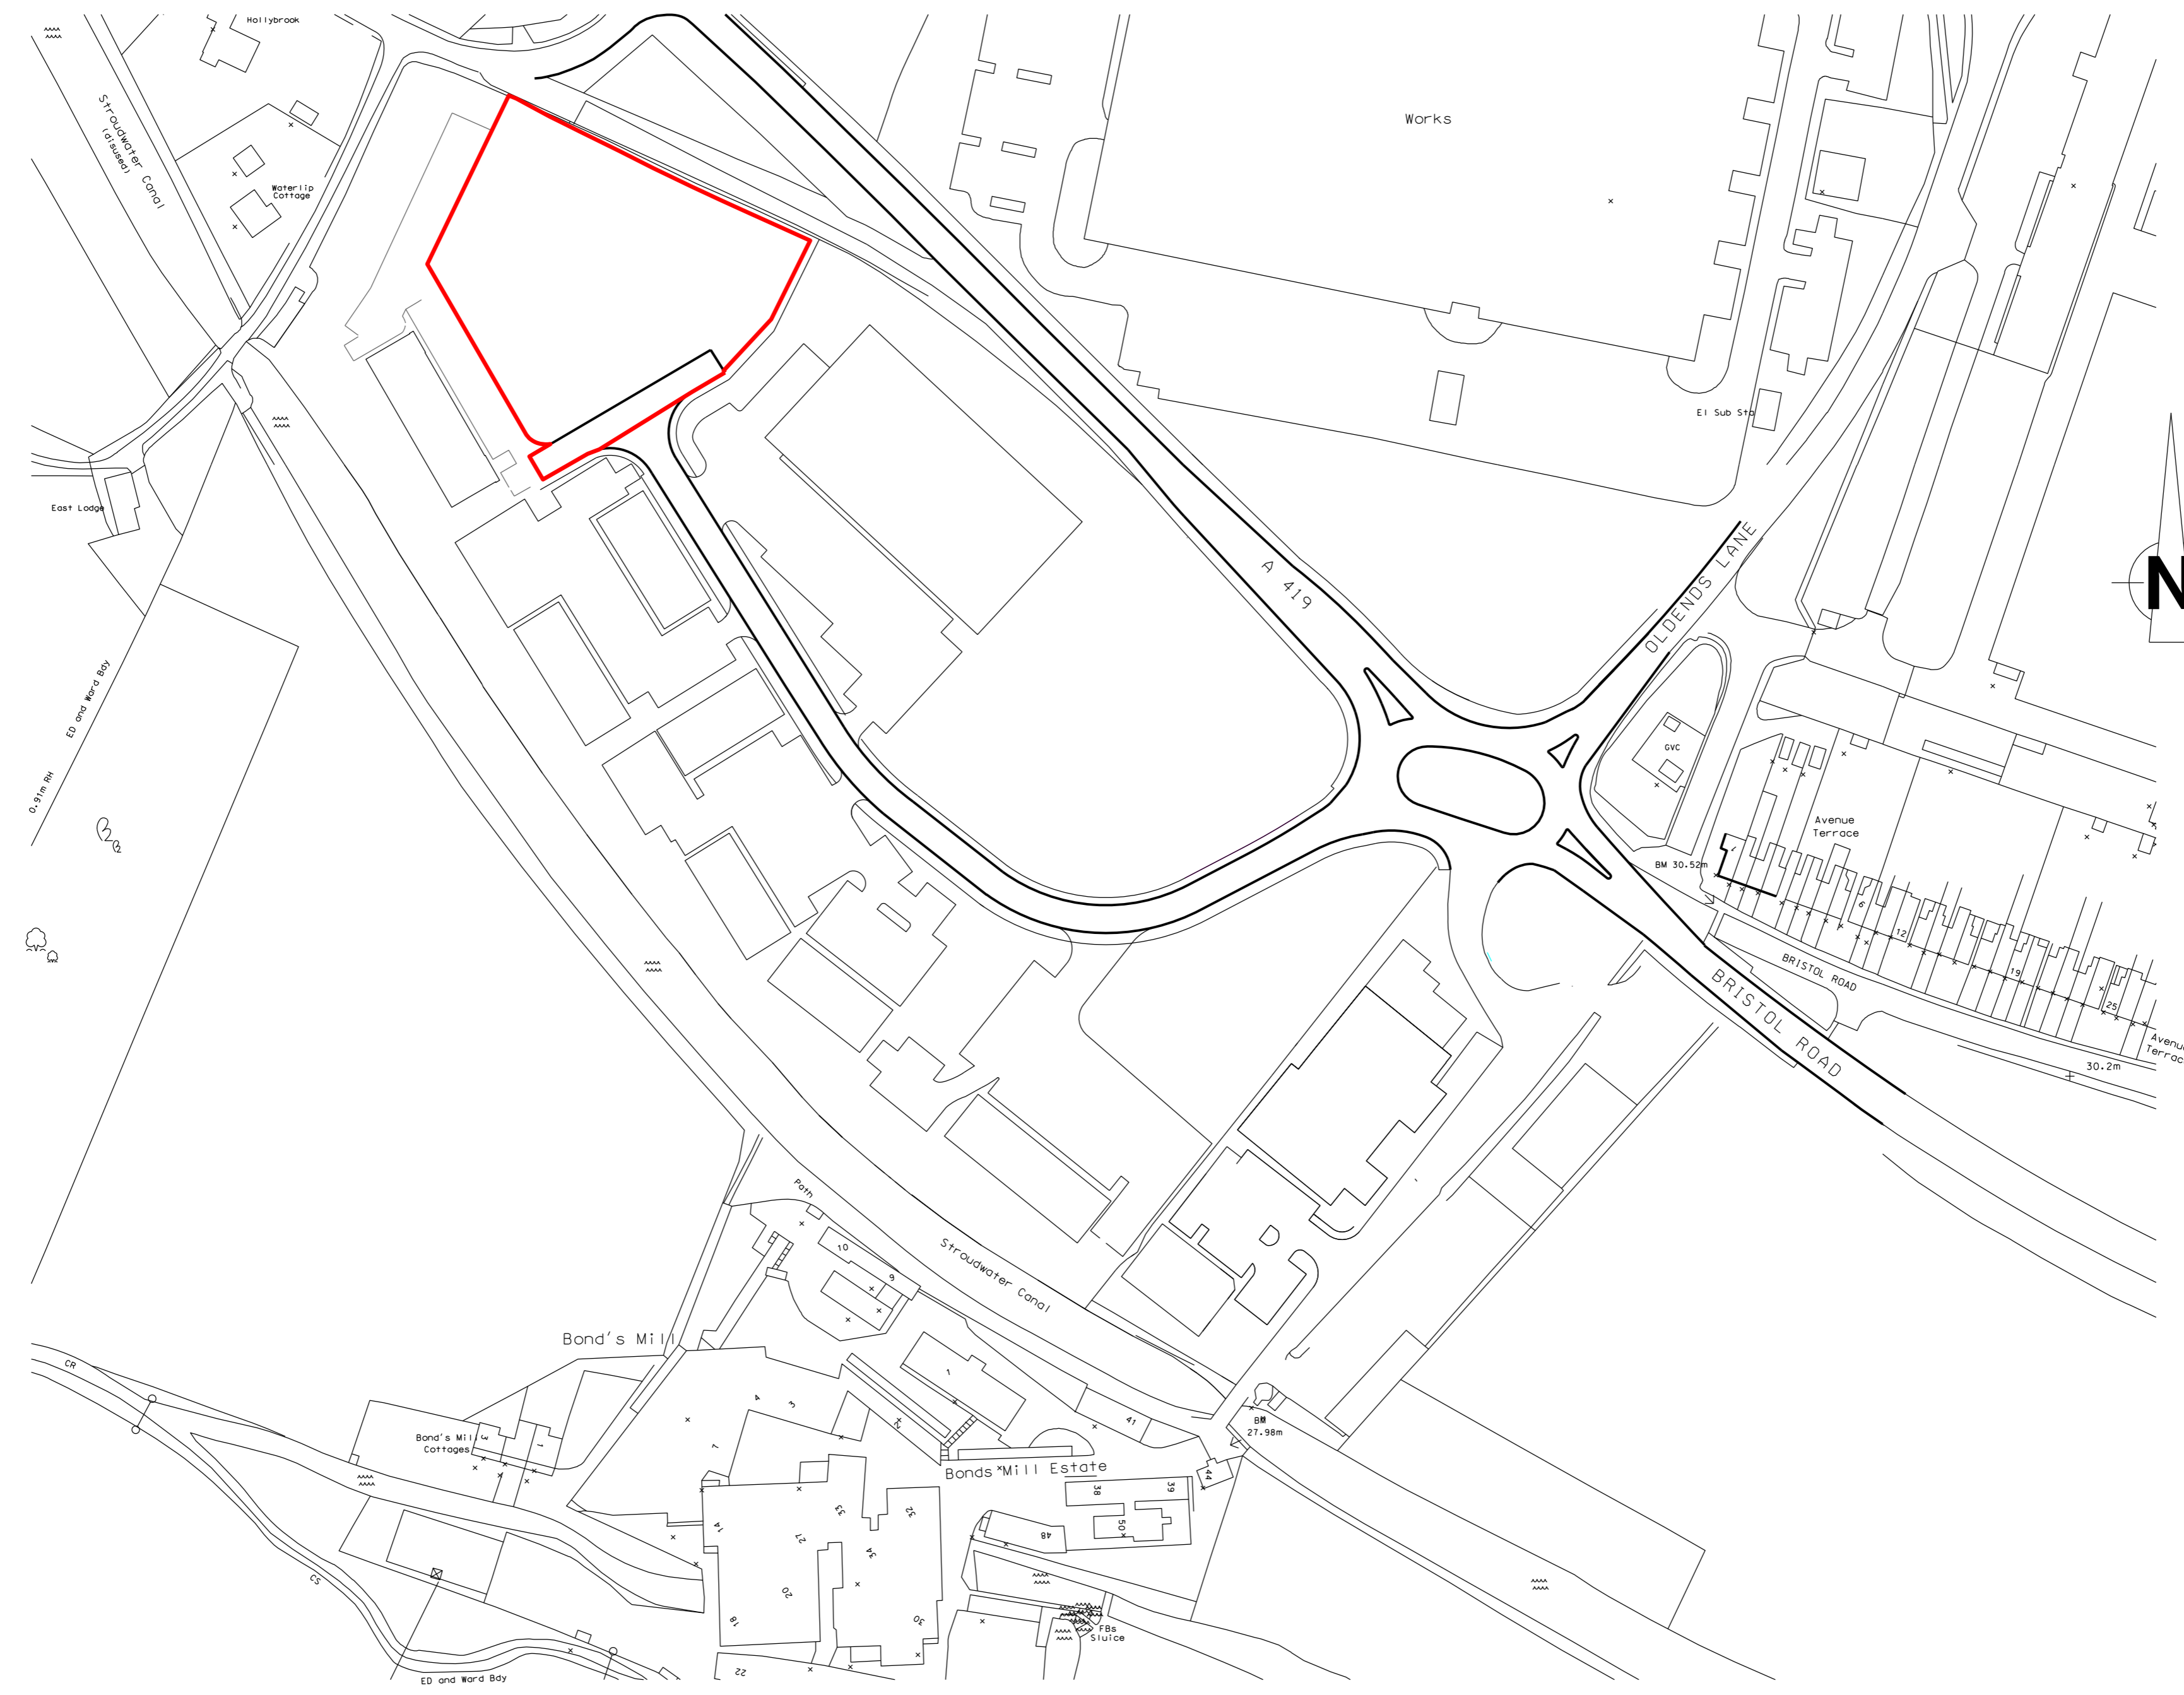 Hollybrook
Stroudwater Canal
(disused)
Works
Waterlip
Cottage
El Sub Sta
East Lodge
N
A 419
OLDENDS LANE
ED and Ward Bdy
GVC
0.91m RH
Avenue
Terrace
BM 30.52m
1
6
12
19
25
BRISTOL ROAD
BRISTOL ROAD
30.2m
Path
10
9
Stroudwater Canal
Bond's Mill
CR
1
4
3
2
7
41
BM
27.98m
Bond's Mill
Cottages
3
1
Bonds Mill Estate
44
38
39
50
48
14
33
32
27
34
20
18
30
22
CS
FBs
Sluice
ED and Ward Bdy